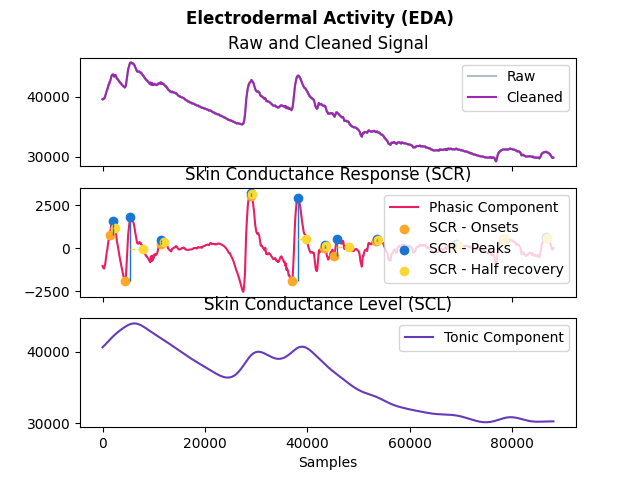 Electrodermal Activity (EDA)
Raw and Cleaned Signal
40000
30000
Raw
Cleaned
Skin Conductance Response (SCR)
2500
0
−2500
Phasic Component
SCR - Onsets
SCR - Peaks
SCR - Half recovery
Skin Conductance Level (SCL)
40000
30000
Tonic Component
0 20000 40000 60000 80000
Samples